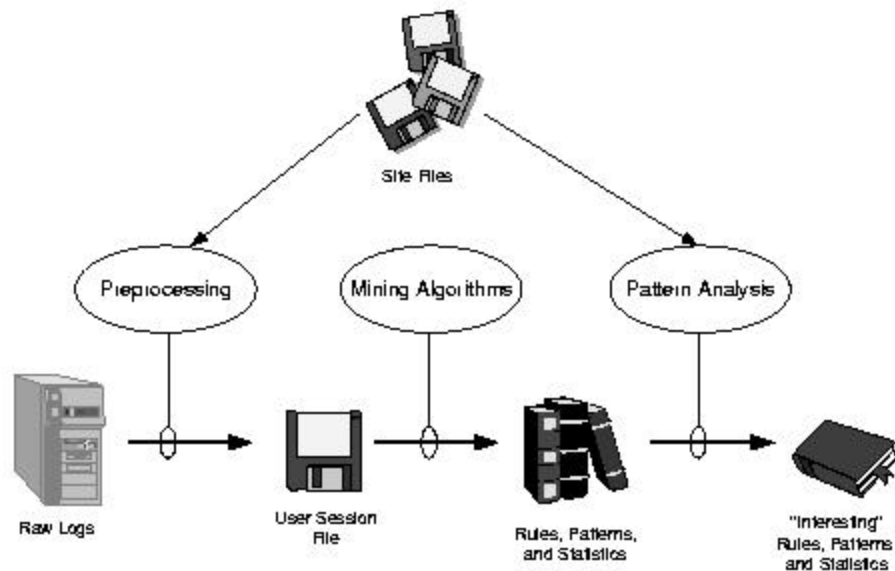 Site Files
Preprocessing
Mining Algorithms
Pattern Analysis
Raw Logs
User Session
File
Rules, Patterns,
and Statistics
"Interesting"
Rules, Patterns
and Statistics